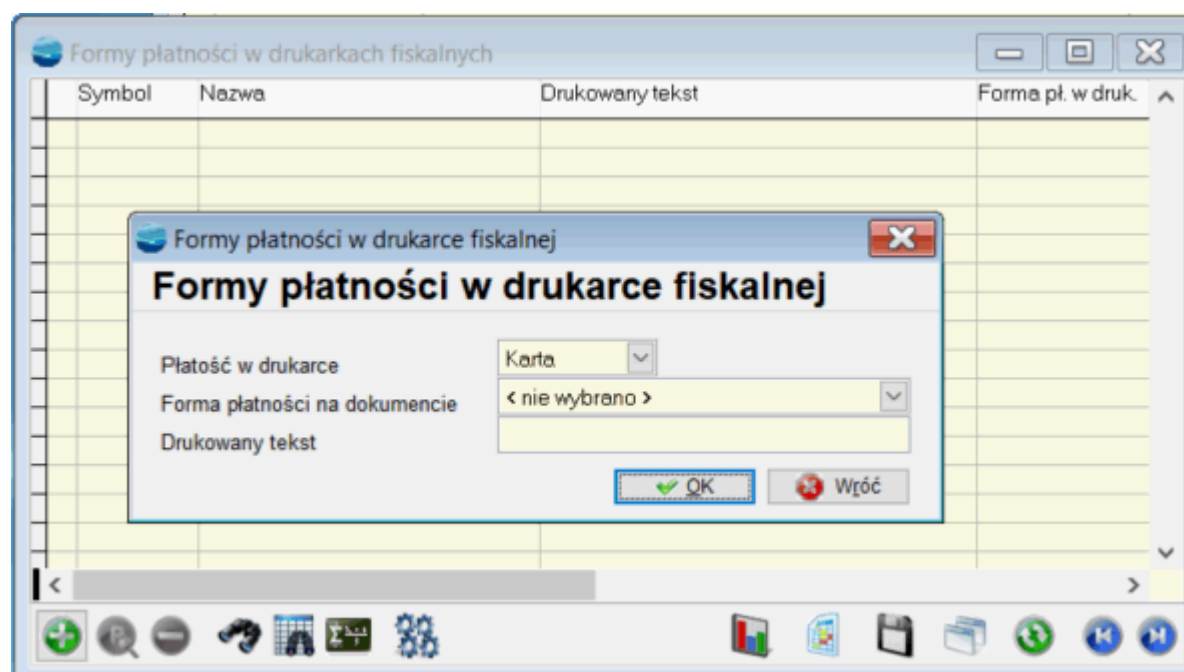 Formy płatności w drukarkach fiskalnych
Symbol Nazwa Drukowany tekst Forma pł. w druk.
Formy płatności w drukarce fiskalnej
Formy płatności w drukarce fiskalnej
Płatość w drukarce Karta
Forma płatności na dokumencie < nie wybrano >
Drukowany tekst
OK Wróć